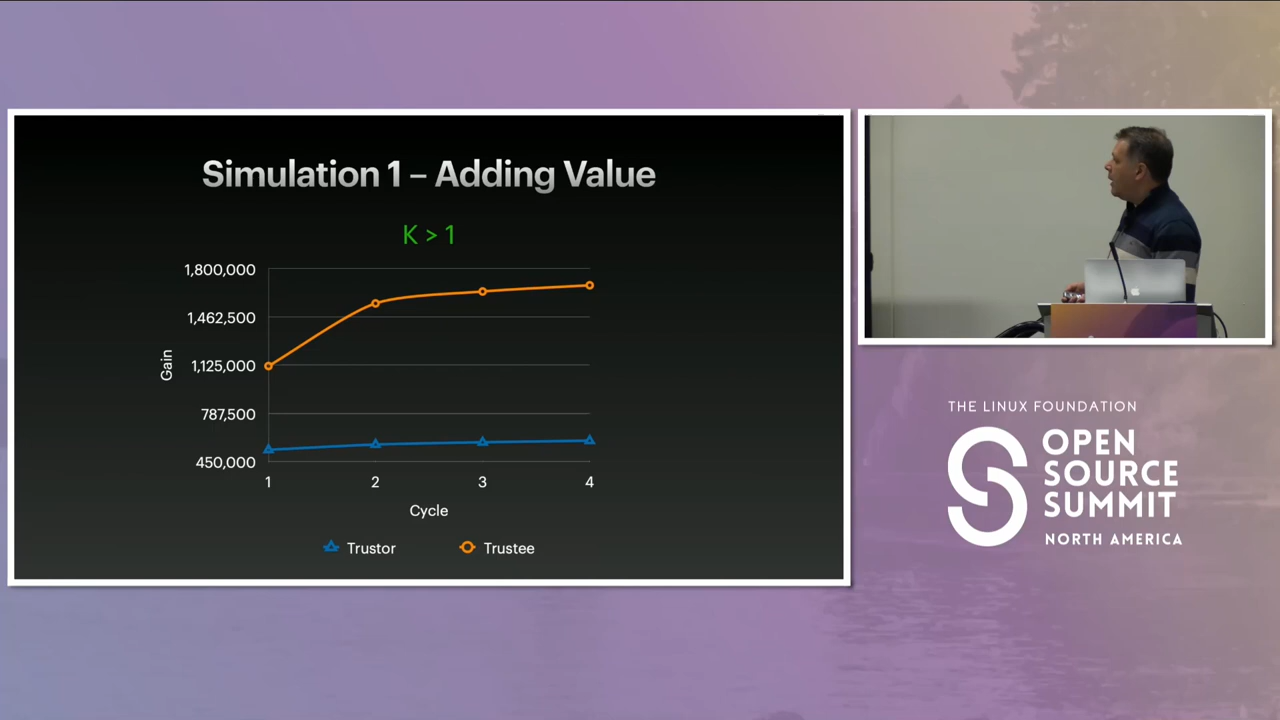 Simulation 1 – Adding Value
K > 1
1,800,000
1,462,500
1,125,000
787,500
450,000
Gain
1
2
3
4
Cycle
Trustor
Trustee
THE LINUX FOUNDATION
OPEN
SOURCE
SUMMIT
NORTH AMERICA